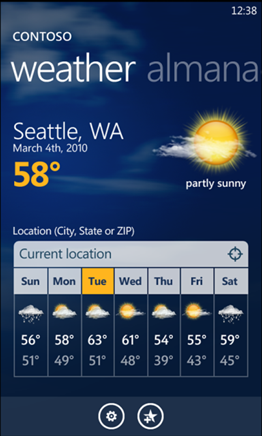 12:38
CONTOSO
weather almana
Seattle, WA
March 4th, 2010
58°
partly sunny
Location (City, State or ZIP)
Current location
Sun Mon Tue Wed Thu Fri Sat
56° 58° 63° 61° 54° 55° 59°
51° 49° 51° 48° 39° 43° 45°